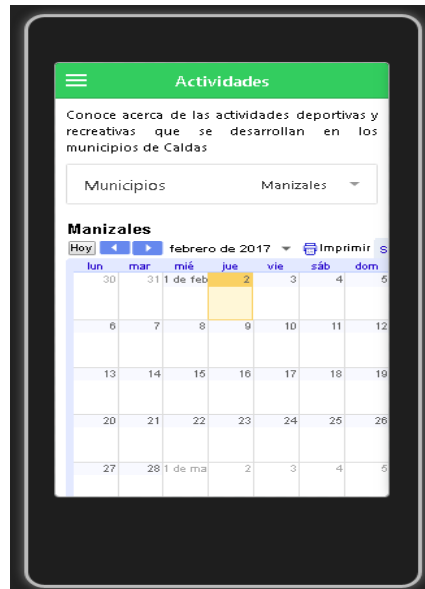 Actividades
Conoce acerca de las actividades deportivas y
recreativas que se desarrollan en los
municipios de Caldas
Municipios Manizales
Manizales
Hoy febrero de 2017 Imprimir S
lun mar mié jue vie sáb dom
30 31 1 de feb 2 3 4 5
6 7 8 9 10 11 12
13 14 15 16 17 18 19
20 21 22 23 24 25 26
27 28 1 de ma 2 3 4 5